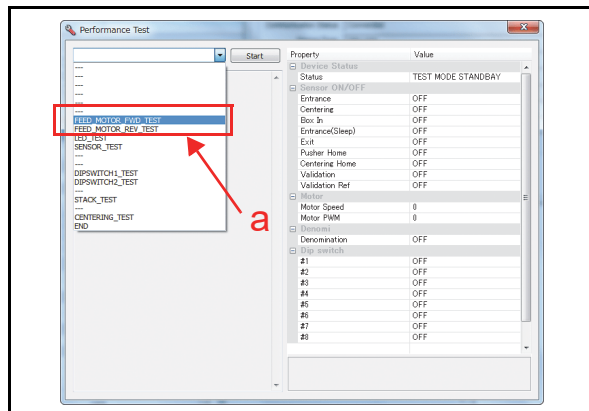 Performance Test
Start
---
---
---
---
---
FEED_MOTOR_FWD_TEST
FEED_MOTOR_REV_TEST
LED_TEST
SENSOR_TEST
---
---
DIPSWITCH1_TEST
DIPSWITCH2_TEST
---
STACK_TEST
---
CENTERING_TEST
END
a
Property Value
Device Status
Status TEST MODE STANDBAY
Sensor ON/OFF
Entrance OFF
Centering OFF
Box In OFF
Entrance(Sleep) OFF
Exit OFF
Pusher Home OFF
Centering Home OFF
Validation OFF
Validation Ref OFF
Motor
Motor Speed 0
Motor PWM 0
Denomi
Denomination OFF
Dip switch
#1 OFF
#2 OFF
#3 OFF
#4 OFF
#5 OFF
#6 OFF
#7 OFF
#8 OFF